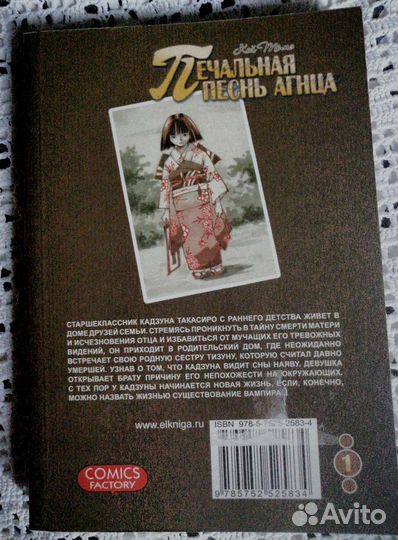 Кей Томе
ПЕЧАЛЬНАЯ
ПЕСНЬ АГНЦА
СТАРШЕКЛАССНИК КАДЗУНА ТАКАСИРО С РАННЕГО ДЕТСТВА ЖИВЕТ В
ДОМЕ ДРУЗЕЙ СЕМЬИ. СТРЕМЯСЬ ПРОНИКНУТЬ В ТАЙНУ СМЕРТИ МАТЕРИ
И ИСЧЕЗНОВЕНИЯ ОТЦА И ИЗБАВИТЬСЯ ОТ МУЧАЩИХ ЕГО ТРЕВОЖНЫХ
ВИДЕНИЙ, ОН ПРИХОДИТ В РОДИТЕЛЬСКИЙ ДОМ, ГДЕ НЕОЖИДАННО
ВСТРЕЧАЕТ СВОЮ РОДНУЮ СЕСТРУ ТИЗУНУ, КОТОРУЮ СЧИТАЛ ДАВНО
УМЕРШЕЙ. УЗНАВ О ТОМ, ЧТО КАДЗУНА ВИДИТ СНЫ НАЯВУ, ДЕВУШКА
ОТКРЫВАЕТ БРАТУ ПРИЧИНУ ЕГО НЕПОХОЖЕСТИ НА ОКРУЖАЮЩИХ.
С ТЕХ ПОР У КАДЗУНЫ НАЧИНАЕТСЯ НОВАЯ ЖИЗНЬ. ЕСЛИ, КОНЕЧНО,
МОЖНО НАЗВАТЬ ЖИЗНЬЮ СУЩЕСТВОВАНИЕ ВАМПИРА...
www.elkniga.ru
ISBN 978-5-7525-2583-4
9 785752 525834
1
COMICS
FACTORY
Avito